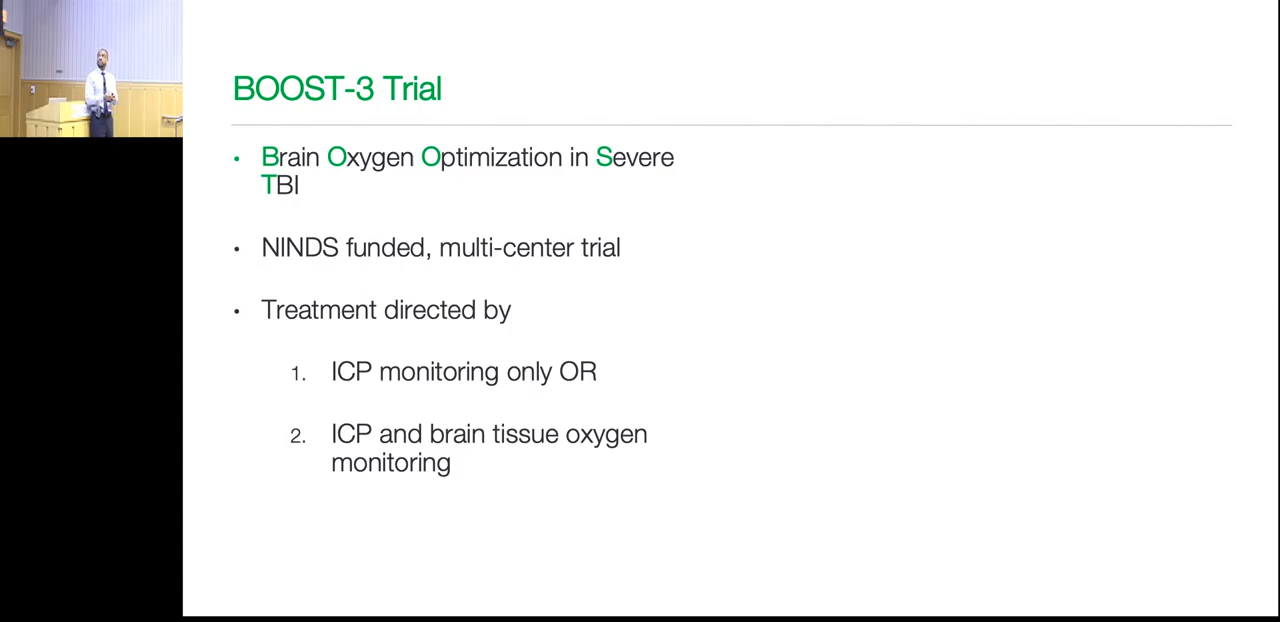 BOOST-3 Trial
• Brain Oxygen Optimization in Severe
TBI
• NINDS funded, multi-center trial
• Treatment directed by
1. ICP monitoring only OR
2. ICP and brain tissue oxygen
monitoring